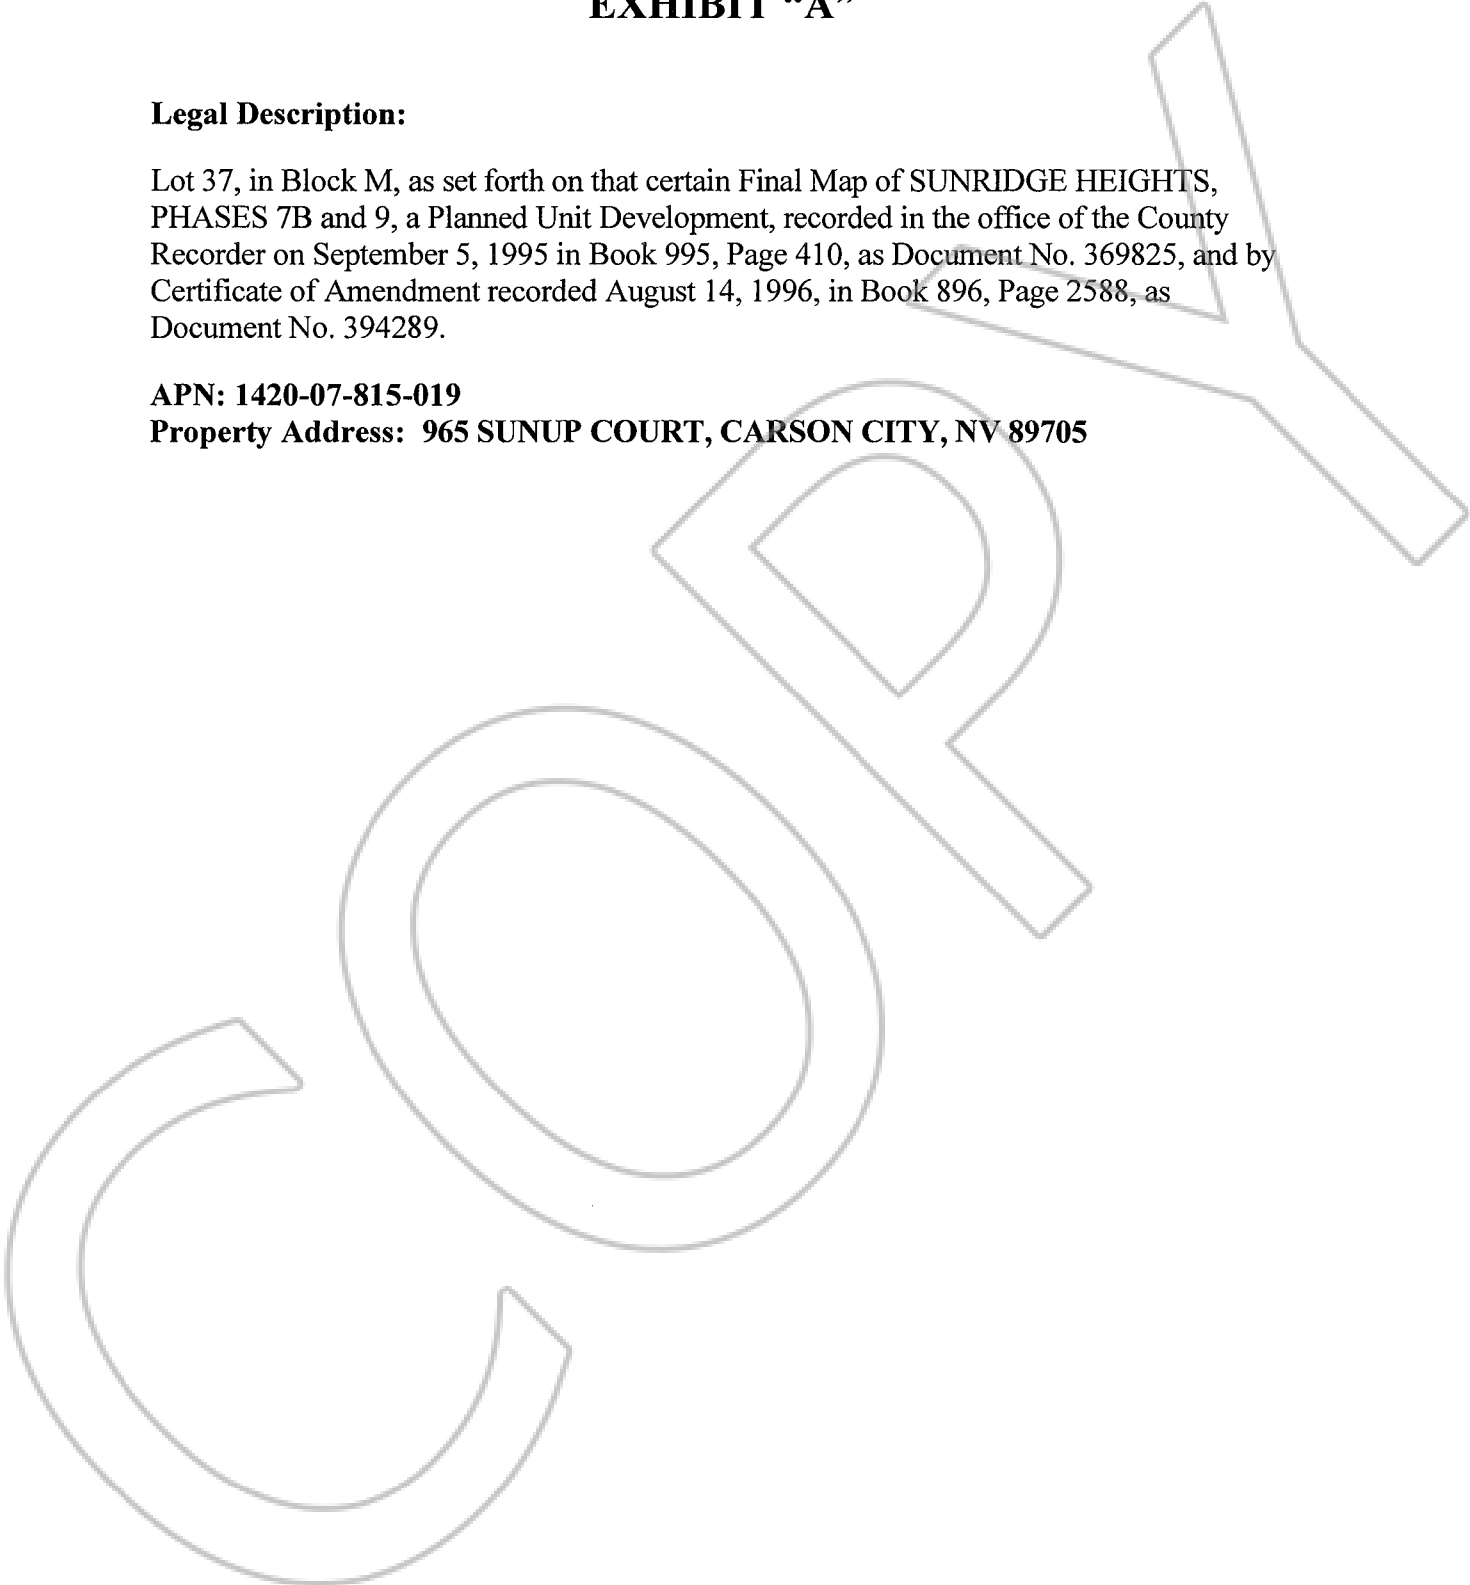 EXHIBIT “A”
Legal Description:
Lot 37, in Block M, as set forth on that certain Final Map of SUNRIDGE HEIGHTS,
PHASES 7B and 9, a Planned Unit Development, recorded in the office of the County
Recorder on September 5, 1995 in Book 995, Page 410, as Document No. 369825, and by
Certificate of Amendment recorded August 14, 1996, in Book 896, Page 2588, as
Document No. 394289.
APN: 1420-07-815-019
Property Address: 965 SUNUP COURT, CARSON CITY, NV 89705
COPY